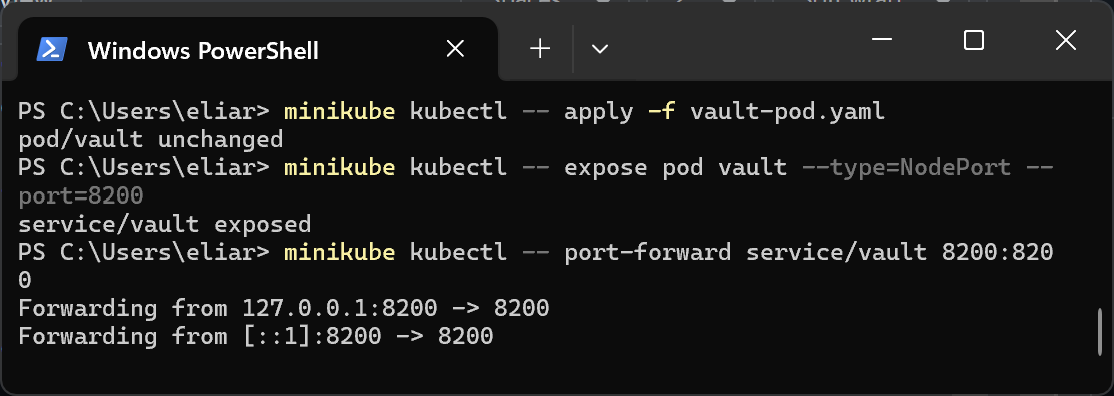 Windows PowerShell
PS C:\Users\eliar> minikube kubectl -- apply -f vault-pod.yaml
pod/vault unchanged
PS C:\Users\eliar> minikube kubectl -- expose pod vault --type=NodePort --
port=8200
service/vault exposed
PS C:\Users\eliar> minikube kubectl -- port-forward service/vault 8200:820
0
Forwarding from 127.0.0.1:8200 -> 8200
Forwarding from [::1]:8200 -> 8200